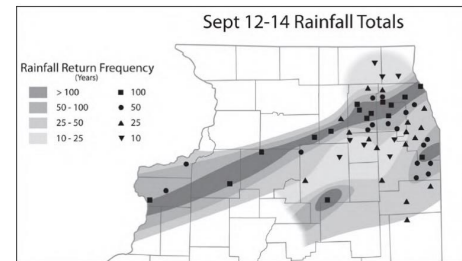 Sept 12-14 Rainfall Totals
Rainfall Return Frequency
(Years)
> 100 100
50 - 100 50
25 - 50 25
10 - 25 10